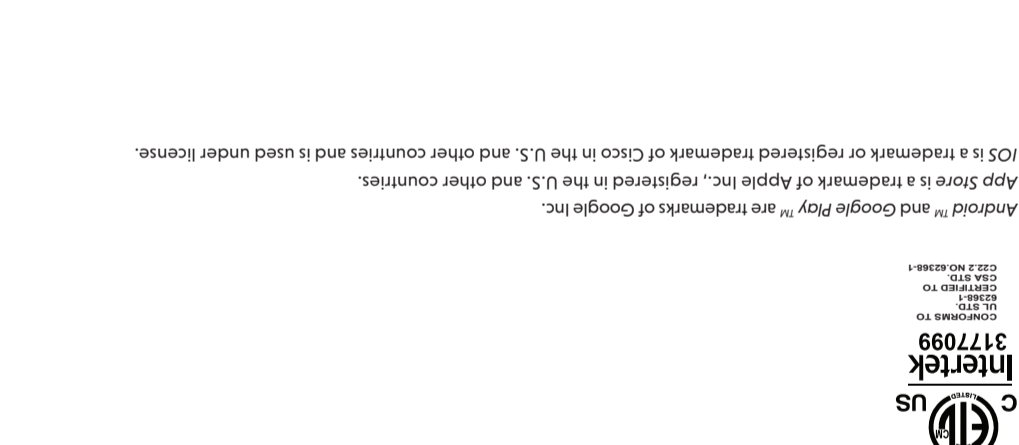 ETL
CM
LISTED
C US
Intertek
3177099
CONFORMS TO
UL STD.
62368-1
CERTIFIED TO
CSA STD.
C22.2 NO.62368-1
Android ™ and Google Play ™ are trademarks of Google Inc.
App Store is a trademark of Apple Inc., registered in the U.S. and other countries.
IOS is a trademark or registered trademark of Cisco in the U.S. and other countries and is used under license.